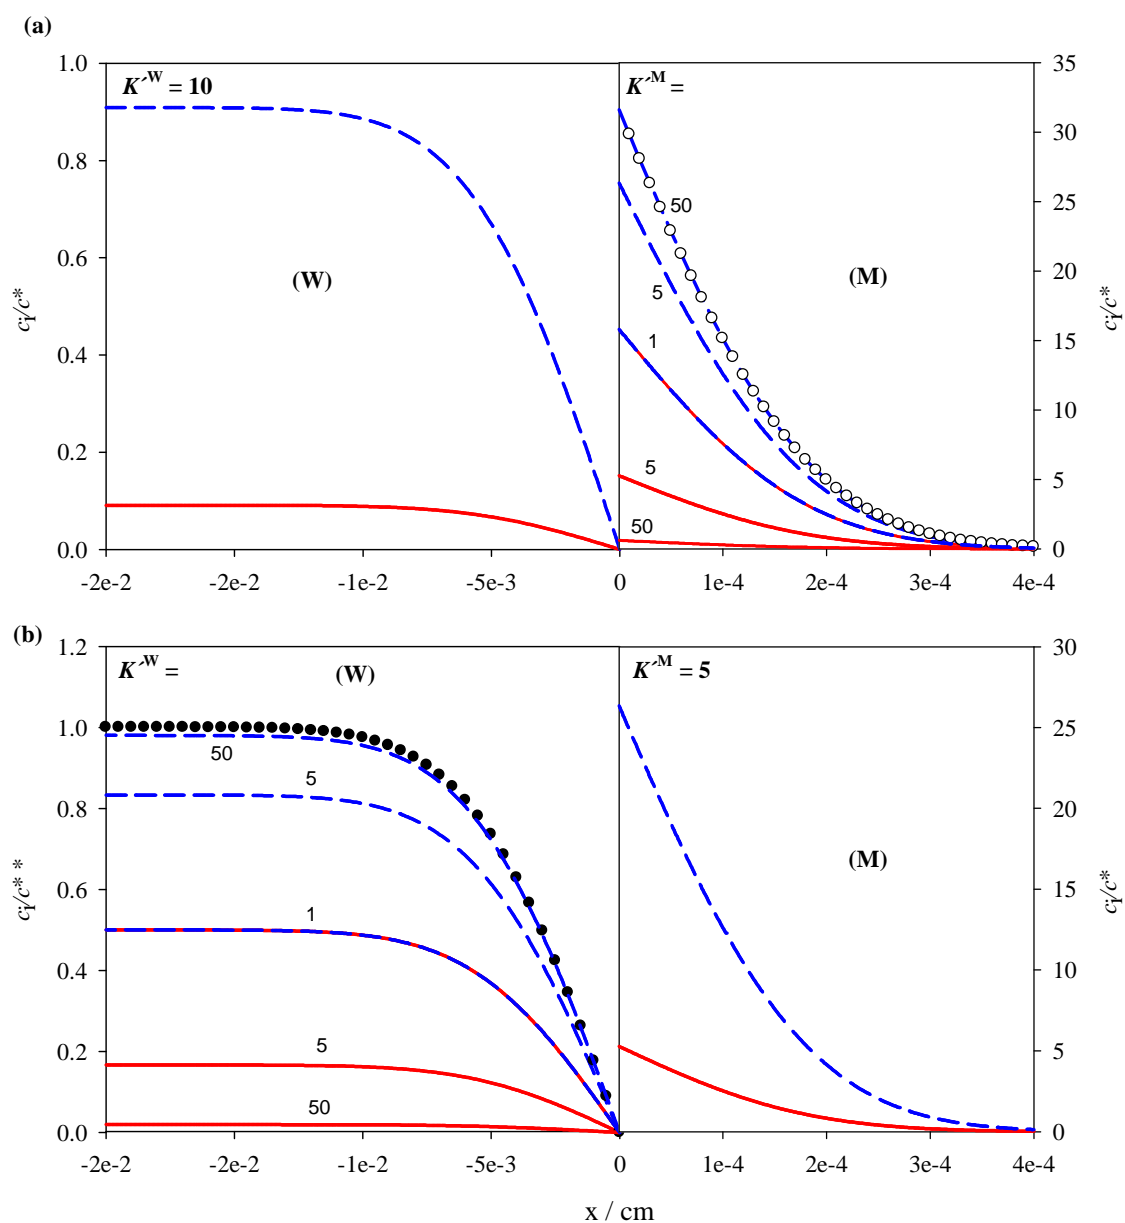 (a)
K´ᵂ = 10
K´ᴹ =
1.0
0.8
0.6
0.4
0.2
0.0
cᵢ/c*
(W)
50
5
1
5
50
(M)
35
30
25
20
15
10
5
0
cᵢ/c*
-2e-2
-2e-2
-1e-2
-5e-3
0
1e-4
2e-4
3e-4
4e-4
(b)
K´ᵂ =
(W)
K´ᴹ = 5
1.2
1.0
0.8
0.6
0.4
0.2
0.0
cᵢ/c* *
50
5
1
5
50
(M)
30
25
20
15
10
5
0
cᵢ/c*
-2e-2
-2e-2
-1e-2
-5e-3
0
1e-4
2e-4
3e-4
4e-4
x / cm